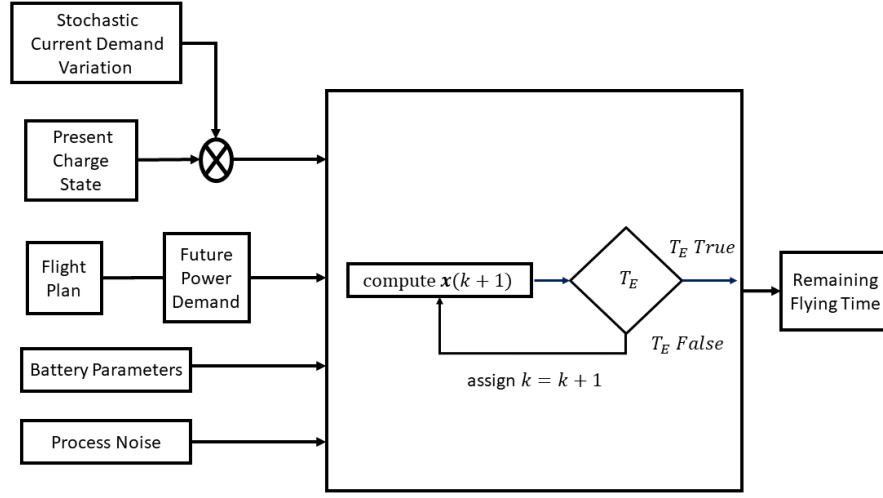 Stochastic
Current Demand
Variation
Present
Charge
State
Flight
Plan
Future
Power
Demand
Battery Parameters
Process Noise
compute x(k + 1)
T_E
T_E True
T_E False
assign k = k + 1
Remaining
Flying Time